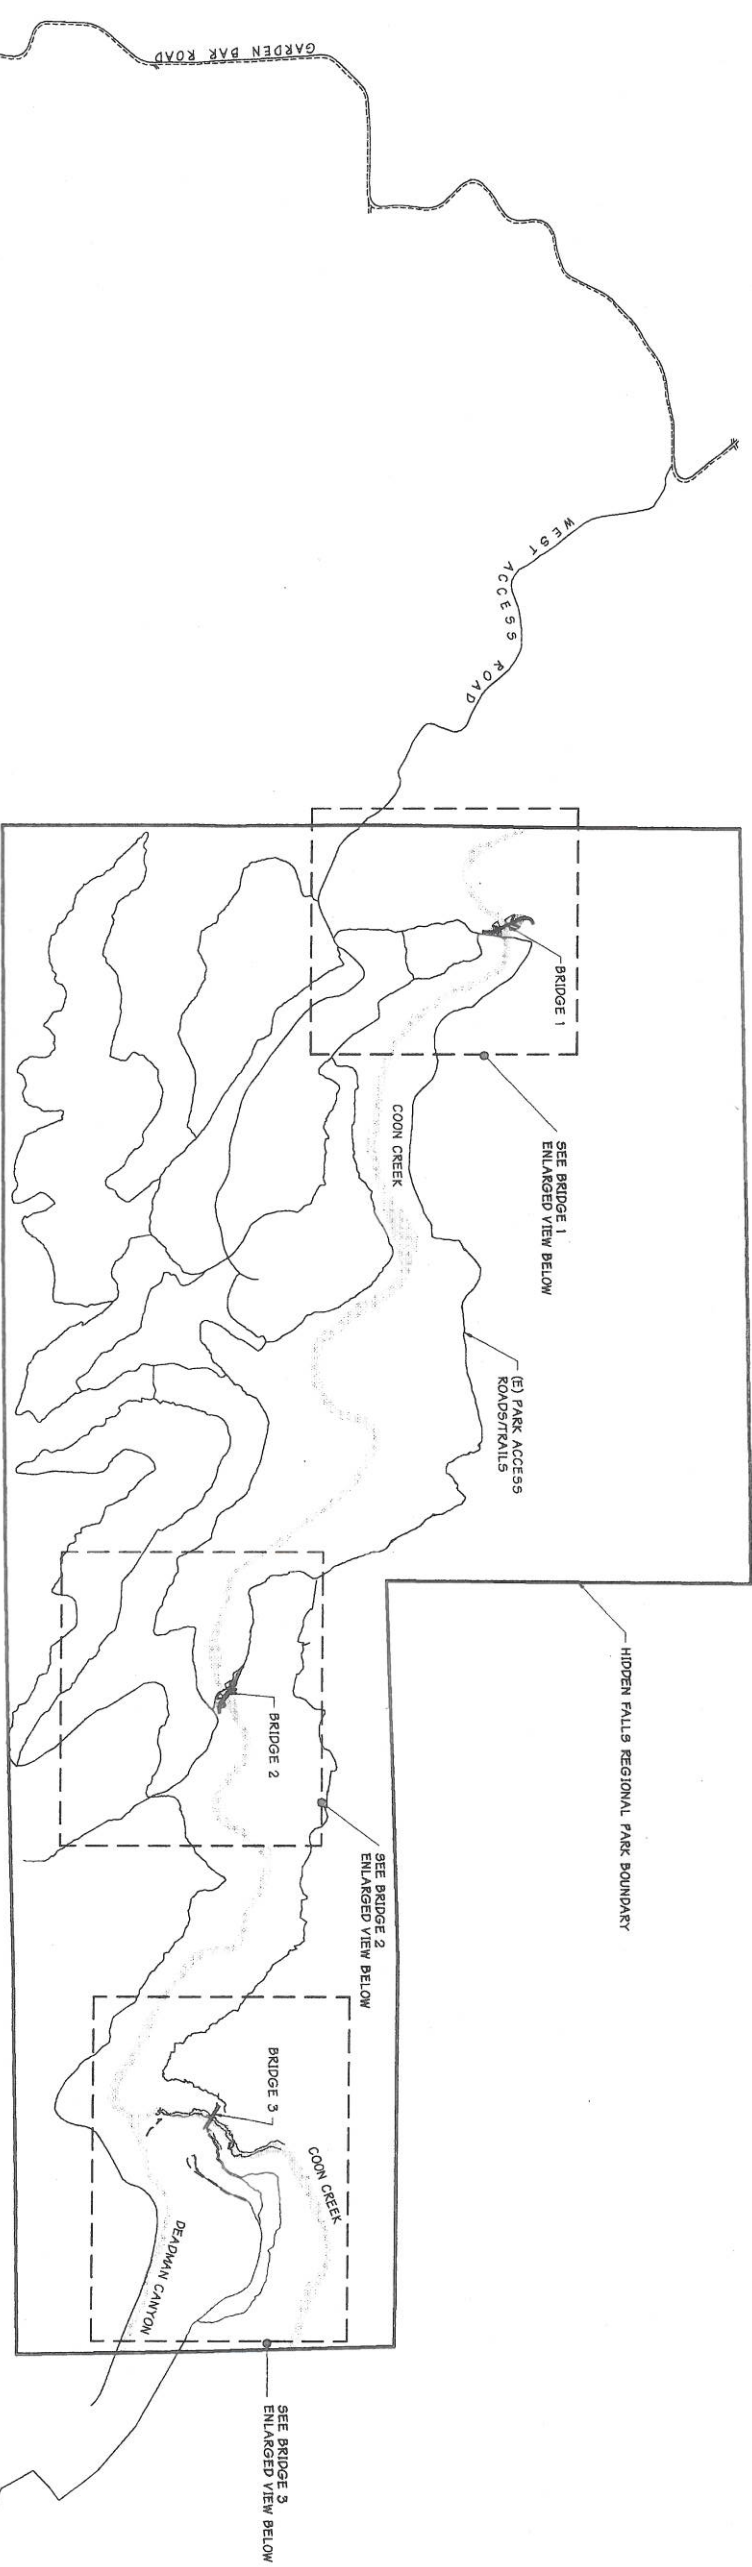 GARDEN BAR ROAD
WEST ACCESS ROAD
BRIDGE 1
SEE BRIDGE 1
ENLARGED VIEW BELOW
COON CREEK
(E) PARK ACCESS
ROADS/TRAILS
HIDDEN FALLS REGIONAL PARK BOUNDARY
BRIDGE 2
SEE BRIDGE 2
ENLARGED VIEW BELOW
BRIDGE 3
COON CREEK
DEADMAN CANYON
SEE BRIDGE 3
ENLARGED VIEW BELOW